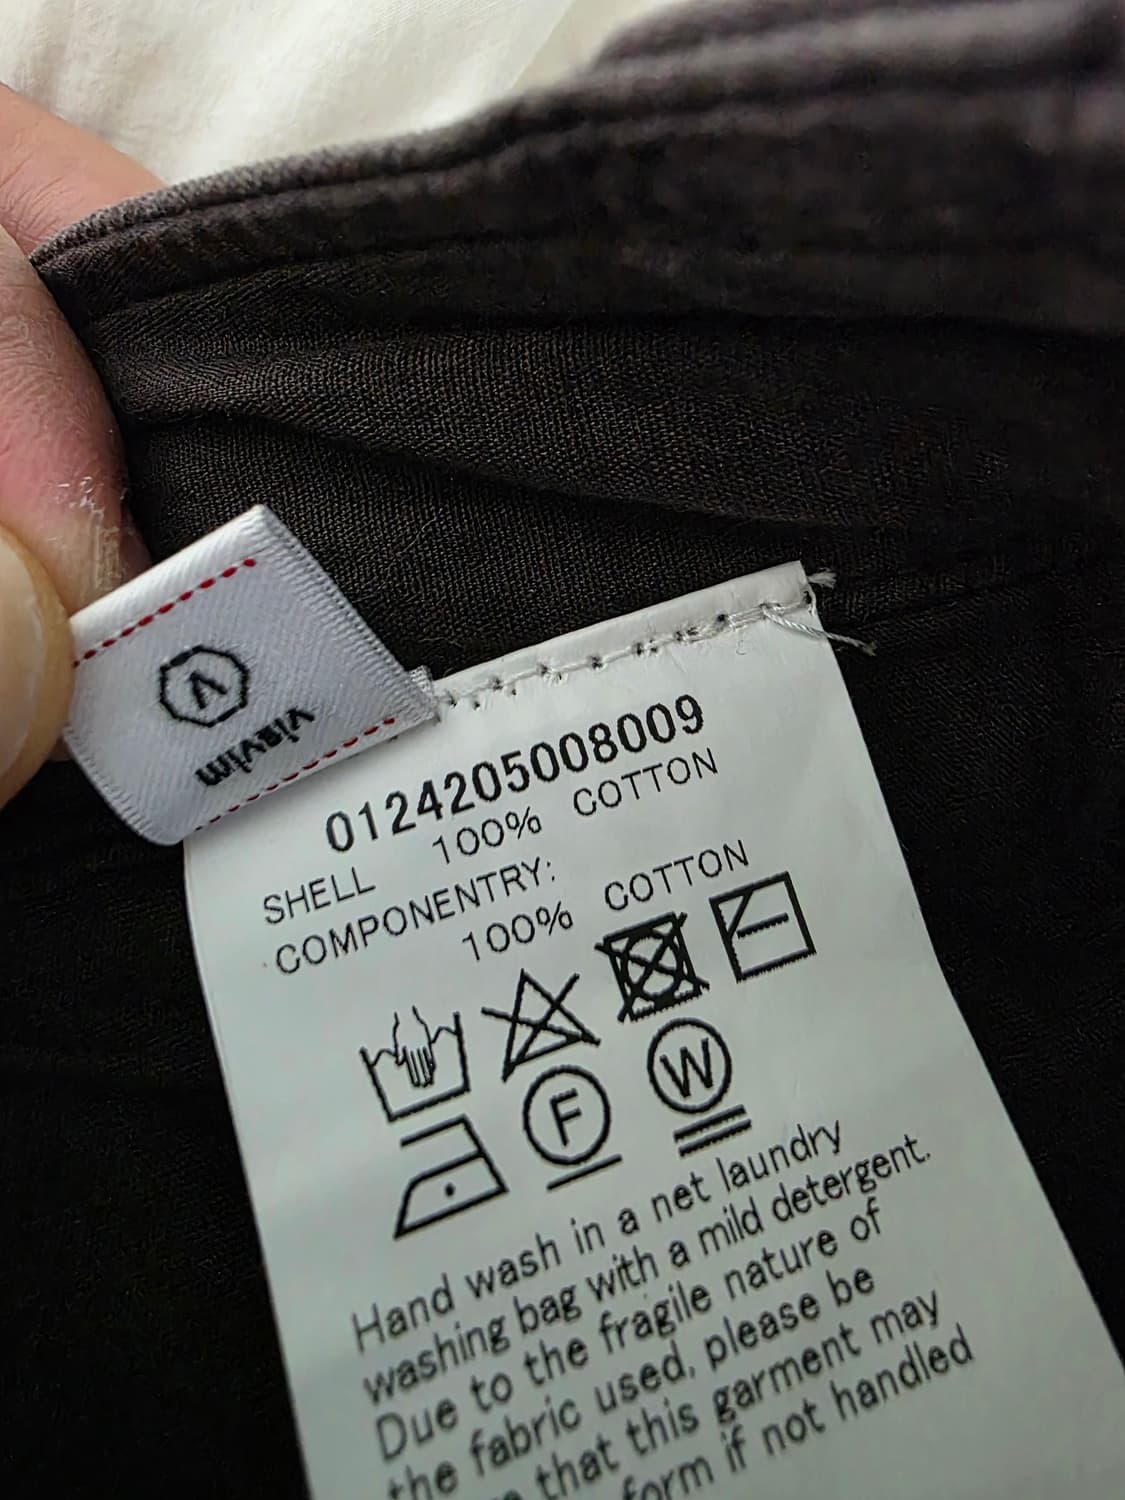 visvim
0124205008009
SHELL 100% COTTON
COMPONENTRY:
100% COTTON
F
W
Hand wash in a net laundry
washing bag with a mild detergent.
Due to the fragile nature of
the fabric used, please be
that this garment may
form if not handled